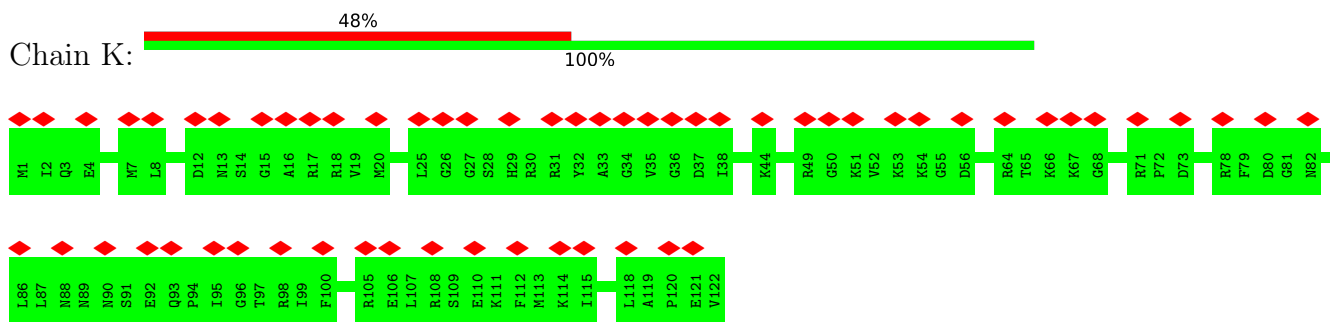 48%
Chain K:
100%
M1 I2 Q3 E4 M7 L8 D12 N13 S14 G15 A16 R17 R18 V19 M20 L25 G26 G27 S28 H29 R30 R31 Y32 A33 G34 V35 G36 D37 I38 K44 R49 G50 K51 V52 K53 K54 G55 D56 R64 T65 K66 K67 G68 R71 P72 D73 R78 F79 D80 G81 N82
L86 L87 N88 N89 N90 S91 E92 Q93 P94 I95 G96 T97 R98 I99 F100 R105 E106 L107 R108 S109 E110 K111 F112 M113 K114 I115 L118 A119 P120 E121 V122